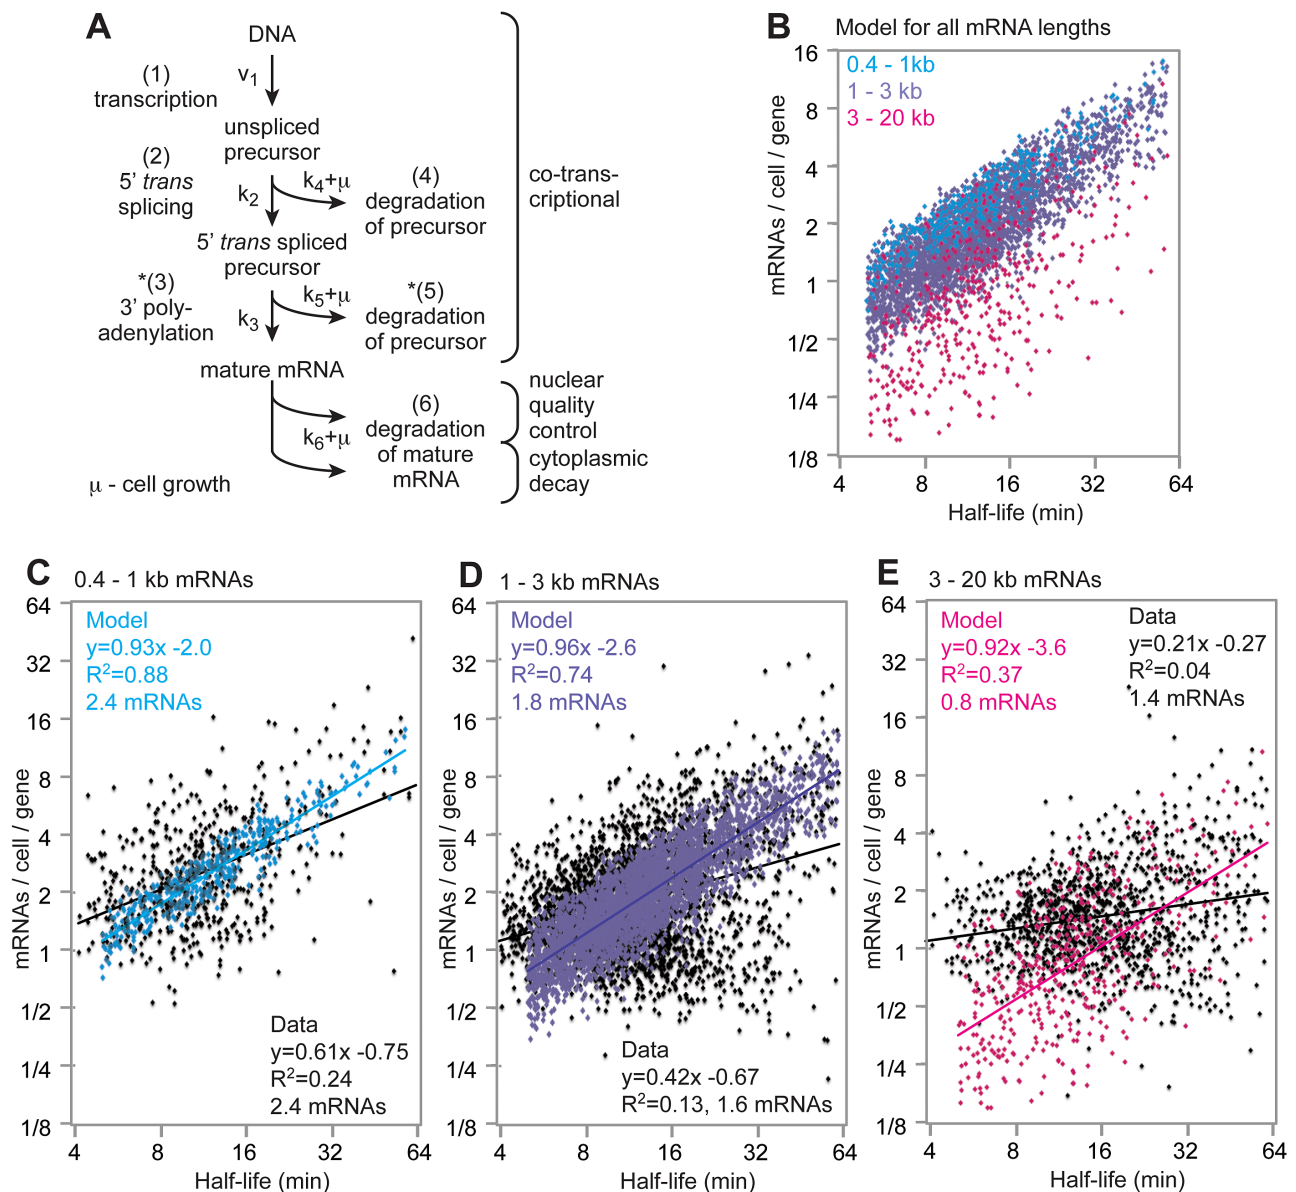 A
DNA
(1)
transcription
v1
unspliced
precursor
(2)
5’ trans
splicing
k2
k4+μ
(4)
degradation
of precursor
5’ trans spliced
precursor
*(3)
3’ poly-
adenylation
k3
k5+μ
*(5)
degradation
of precursor
mature mRNA
k6+μ
(6)
degradation
of mature
mRNA
μ - cell growth
co-trans-
criptional
nuclear
quality
control
cytoplasmic
decay
B
Model for all mRNA lengths
0.4 - 1kb
1 - 3 kb
3 - 20 kb
mRNAs / cell / gene
16
8
4
2
1
1/2
1/4
1/8
4 8 16 32 64
Half-life (min)
C
0.4 - 1 kb mRNAs
Model
y=0.93x -2.0
R2=0.88
2.4 mRNAs
Data
y=0.61x -0.75
R2=0.24
2.4 mRNAs
mRNAs / cell / gene
64
32
16
8
4
2
1
1/2
1/4
1/8
4 8 16 32 64
Half-life (min)
D
1 - 3 kb mRNAs
Model
y=0.96x -2.6
R2=0.74
1.8 mRNAs
Data
y=0.42x -0.67
R2=0.13, 1.6 mRNAs
mRNAs / cell / gene
64
32
16
8
4
2
1
1/2
1/4
1/8
4 8 16 32 64
Half-life (min)
E
3 - 20 kb mRNAs
Model
y=0.92x -3.6
R2=0.37
0.8 mRNAs
Data
y=0.21x -0.27
R2=0.04
1.4 mRNAs
mRNAs / cell / gene
64
32
16
8
4
2
1
1/2
1/4
1/8
4 8 16 32 64
Half-life (min)